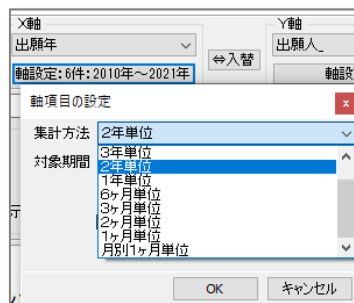 X軸
Y軸
出願年
⇔入替
出願人_
軸設定:6件:2010年～2021年
軸設
軸項目の設定
x
集計方法
2年単位
対象期間
3年単位
2年単位
1年単位
6ヶ月単位
3ヶ月単位
2ヶ月単位
1ヶ月単位
月別1ヶ月単位
OK
キャンセル